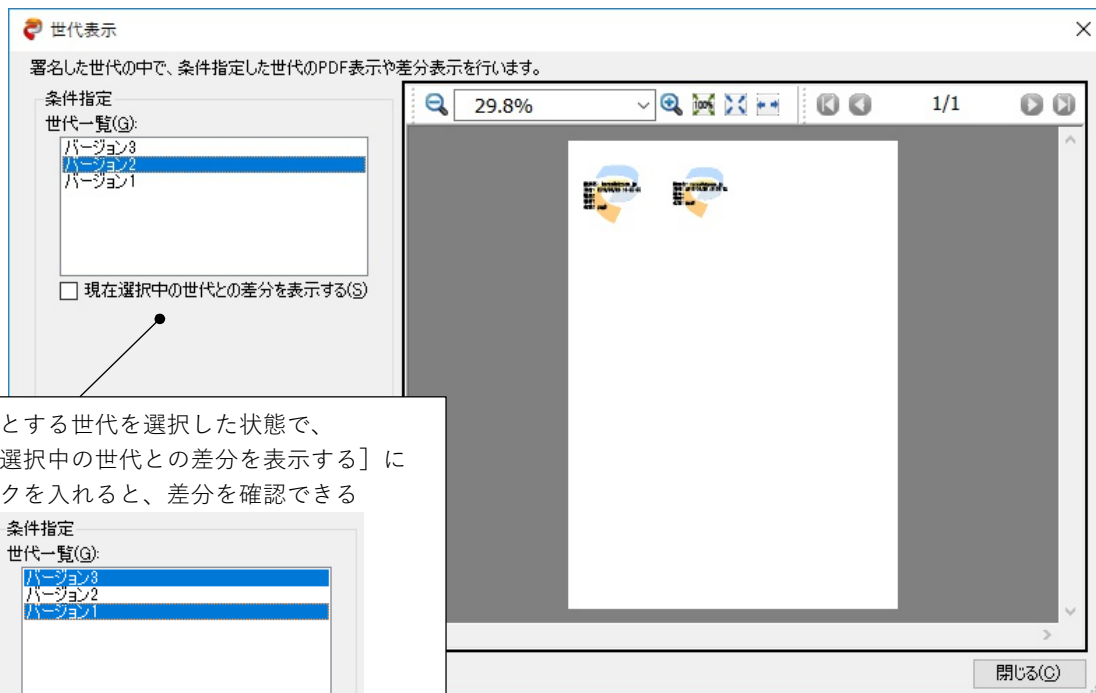 世代表示
署名した世代の中で、条件指定した世代のPDF表示や差分表示を行います。
条件指定
世代一覧(G):
バージョン3
バージョン2
バージョン1
現在選択中の世代との差分を表示する(S)
29.8%
100%
1/1
とする世代を選択した状態で、
選択中の世代との差分を表示する］に
クを入れると、差分を確認できる
条件指定
世代一覧(G):
バージョン3
バージョン2
バージョン1
閉じる(C)